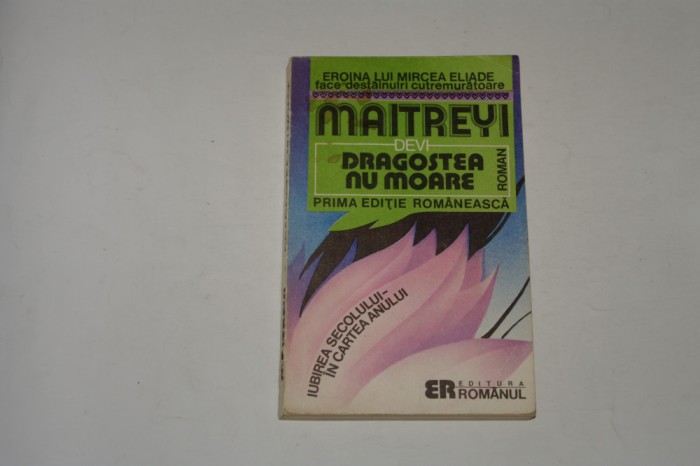 EROINA LUI MIRCEA ELIADE
face destăinuiri cutremurătoare
MAITREYI
DEVI
DRAGOSTEA
NU MOARE
ROMAN
PRIMA EDIȚIE ROMÂNEASCĂ
IUBIREA SECOLULUI-
ÎN CARTEA ANULUI
ER EDITURA
ROMÂNUL